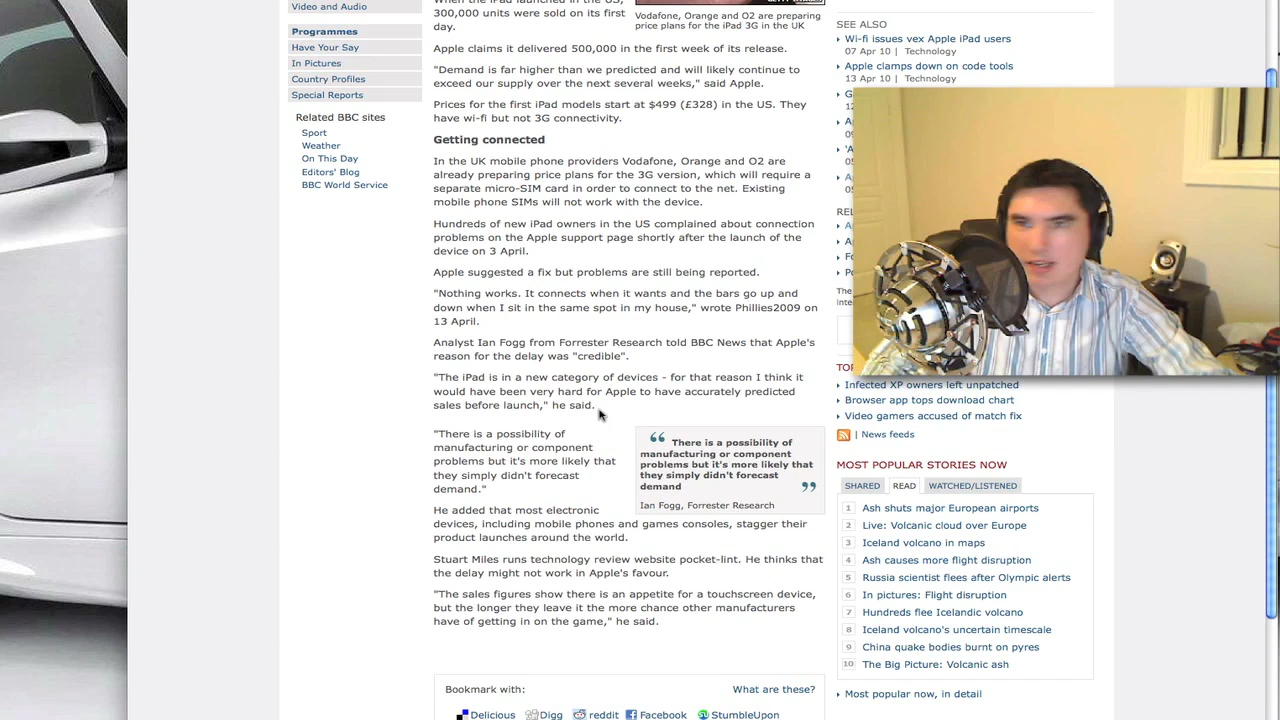 Video and Audio
Programmes
Have Your Say
In Pictures
Country Profiles
Special Reports
Related BBC sites
Sport
Weather
On This Day
Editors' Blog
BBC World Service
When the iPad launched in the US,
300,000 units were sold on its first
day.
Vodafone, Orange and O2 are preparing
price plans for the iPad 3G in the UK
Apple claims it delivered 500,000 in the first week of its release.
"Demand is far higher than we predicted and will likely continue to
exceed our supply over the next several weeks," said Apple.
Prices for the first iPad models start at $499 (£328) in the US. They
have wi-fi but not 3G connectivity.
Getting connected
In the UK mobile phone providers Vodafone, Orange and O2 are
already preparing price plans for the 3G version, which will require a
separate micro-SIM card in order to connect to the net. Existing
mobile phone SIMs will not work with the device.
Hundreds of new iPad owners in the US complained about connection
problems on the Apple support page shortly after the launch of the
device on 3 April.
Apple suggested a fix but problems are still being reported.
"Nothing works. It connects when it wants and the bars go up and
down when I sit in the same spot in my house," wrote Phillies2009 on
13 April.
Analyst Ian Fogg from Forrester Research told BBC News that Apple's
reason for the delay was "credible".
"The iPad is in a new category of devices - for that reason I think it
would have been very hard for Apple to have accurately predicted
sales before launch," he said.
"There is a possibility of
manufacturing or component
problems but it's more likely that
they simply didn't forecast
demand."
"There is a possibility of
manufacturing or component
problems but it's more likely that
they simply didn't forecast
demand"
Ian Fogg, Forrester Research
He added that most electronic
devices, including mobile phones and games consoles, stagger their
product launches around the world.
Stuart Miles runs technology review website pocket-lint. He thinks that
the delay might not work in Apple's favour.
"The sales figures show there is an appetite for a touchscreen device,
but the longer they leave it the more chance other manufacturers
have of getting in on the game," he said.
Bookmark with:
What are these?
Delicious
Digg
reddit
Facebook
StumbleUpon
SEE ALSO
Wi-fi issues vex Apple iPad users
07 Apr 10 | Technology
Apple clamps down on code tools
13 Apr 10 | Technology
Infected XP owners left unpatched
Browser app tops download chart
Video gamers accused of match fix
| News feeds
MOST POPULAR STORIES NOW
SHARED
READ
WATCHED/LISTENED
1 Ash shuts major European airports
2 Live: Volcanic cloud over Europe
3 Iceland volcano in maps
4 Ash causes more flight disruption
5 Russia scientist flees after Olympic alerts
6 In pictures: Flight disruption
7 Hundreds flee Icelandic volcano
8 Iceland volcano's uncertain timescale
9 China quake bodies burnt on pyres
10 The Big Picture: Volcanic ash
Most popular now, in detail